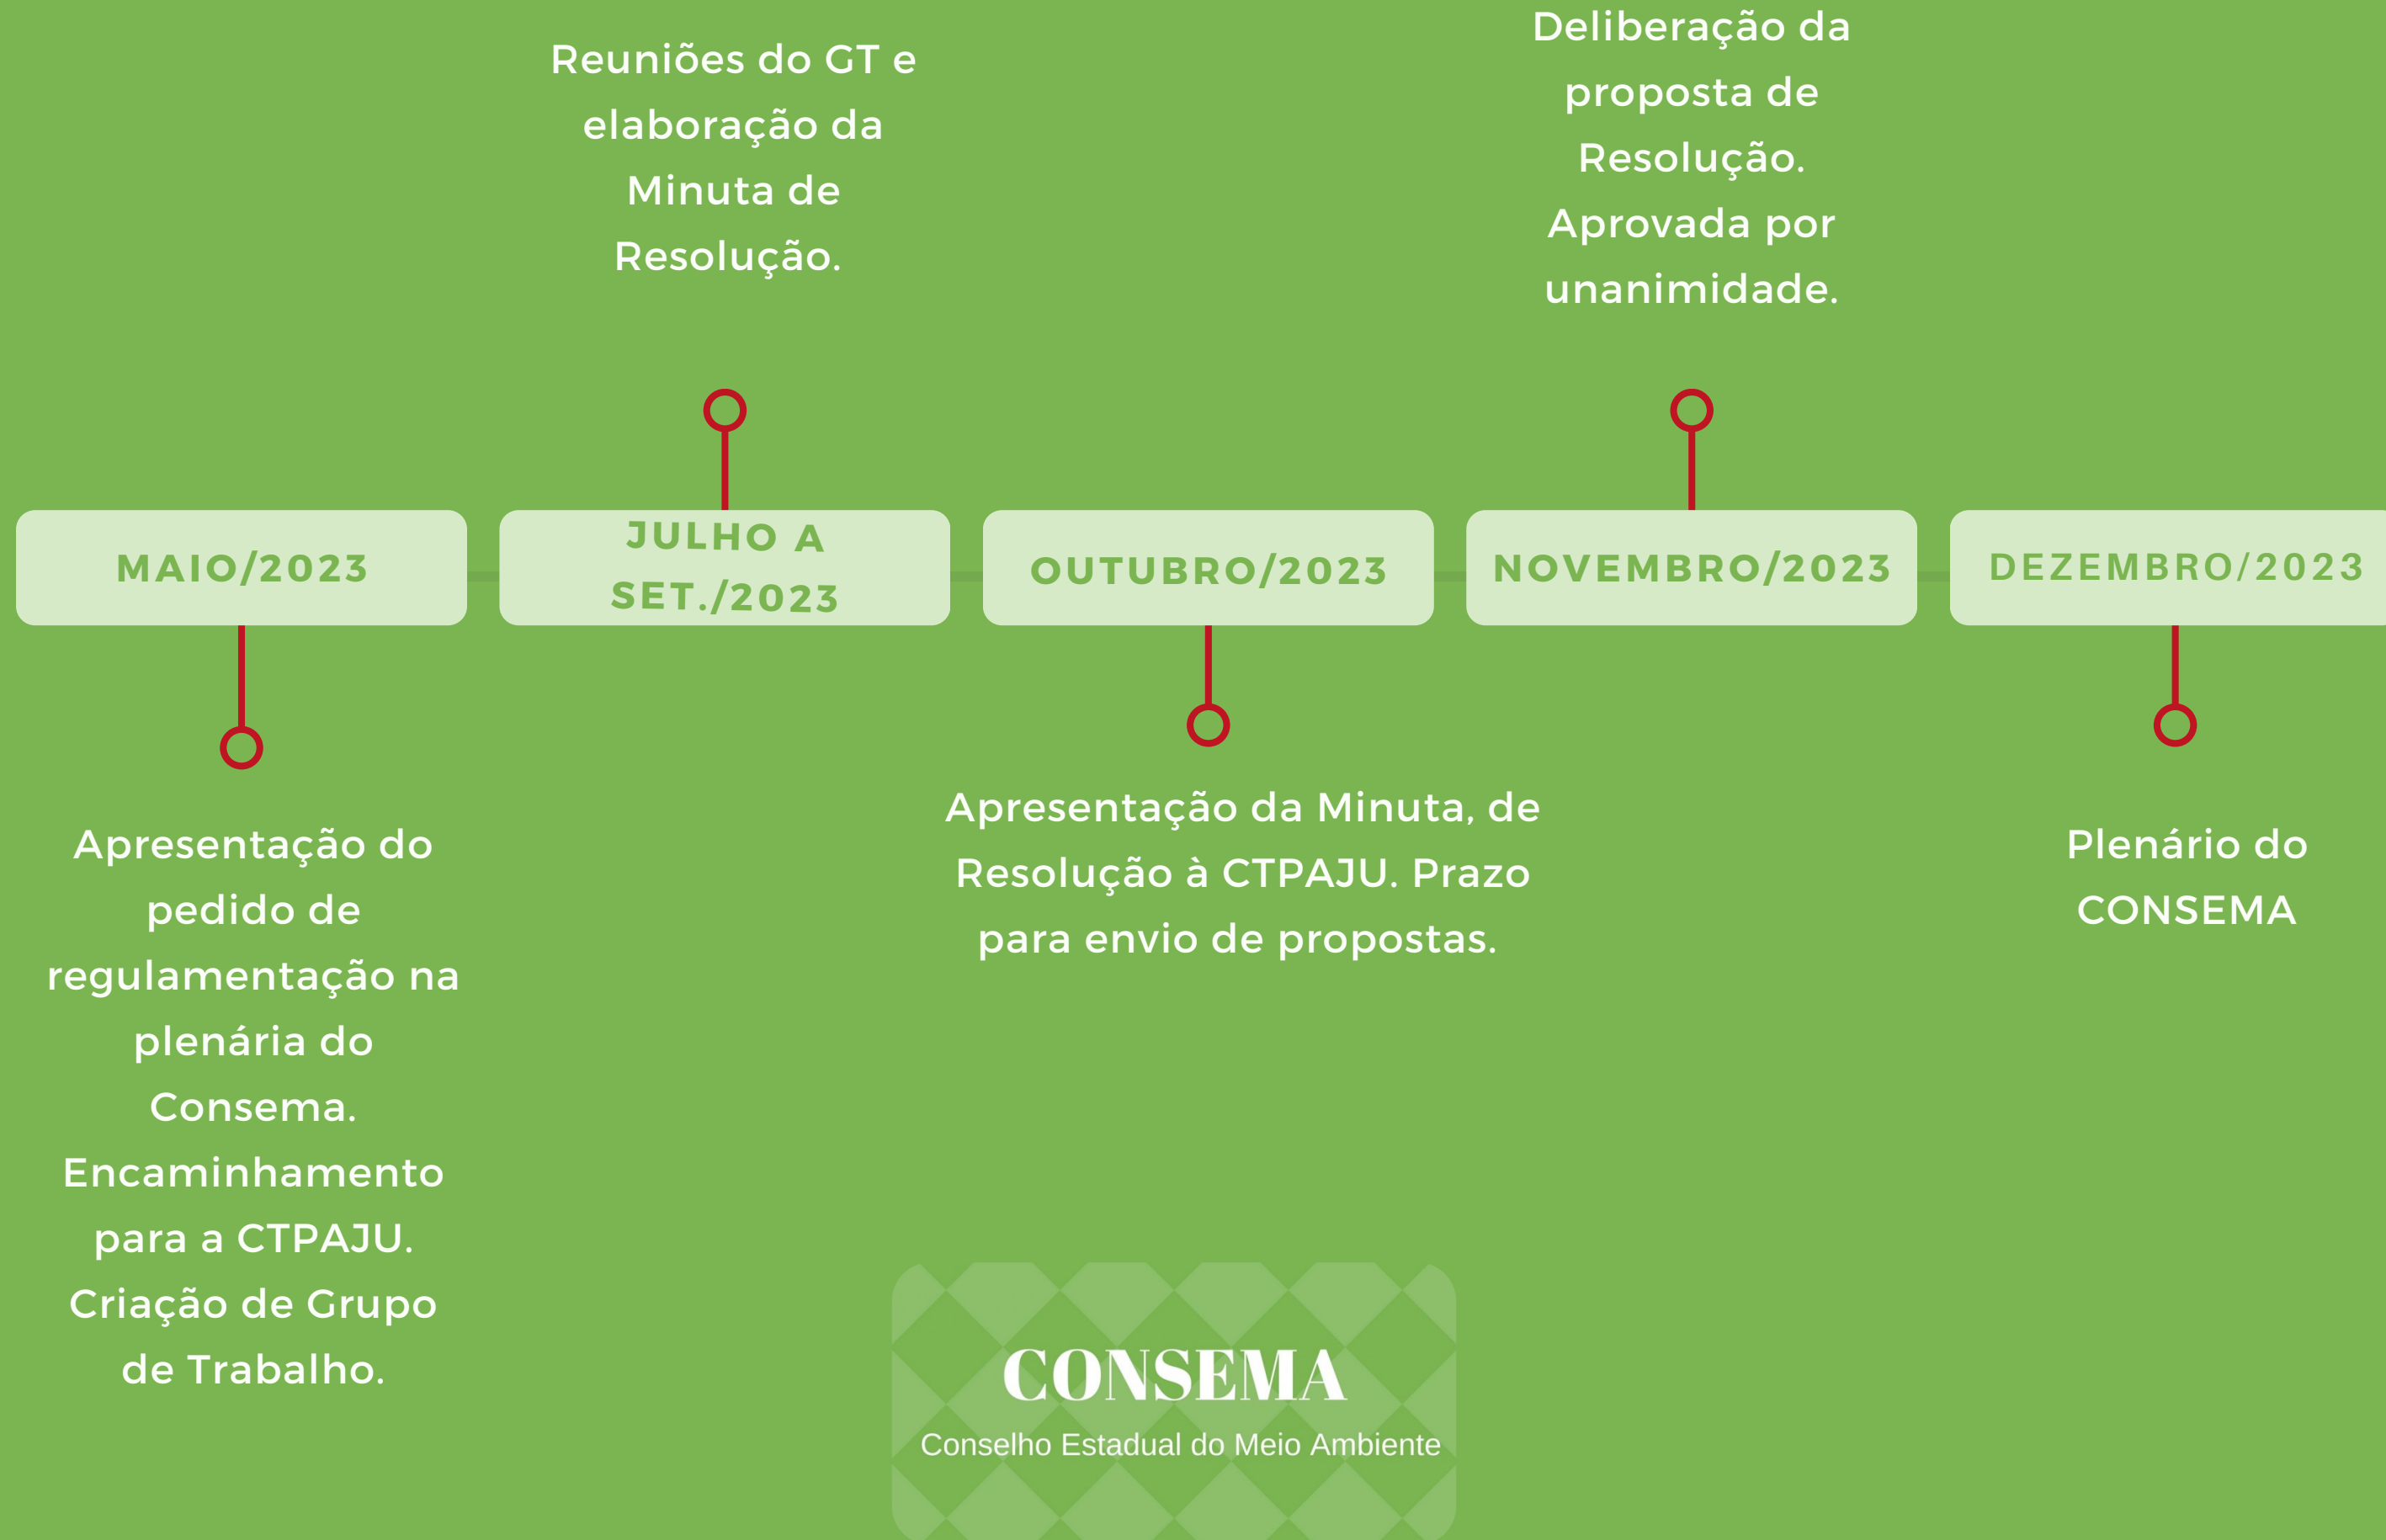 Reuniões do GT e
elaboração da
Minuta de
Resolução.
Deliberação da
proposta de
Resolução.
Aprovada por
unanimidade.
MAIO/2023
JULHO A
SET./2023
OUTUBRO/2023
NOVEMBRO/2023
DEZEMBRO/2023
Apresentação do
pedido de
regulamentação na
plenária do
Consema.
Encaminhamento
para a CTPAJU.
Criação de Grupo
de Trabalho.
Apresentação da Minuta, de
Resolução à CTPAJU. Prazo
para envio de propostas.
Plenário do
CONSEMA
CONSEMA
Conselho Estadual do Meio Ambiente